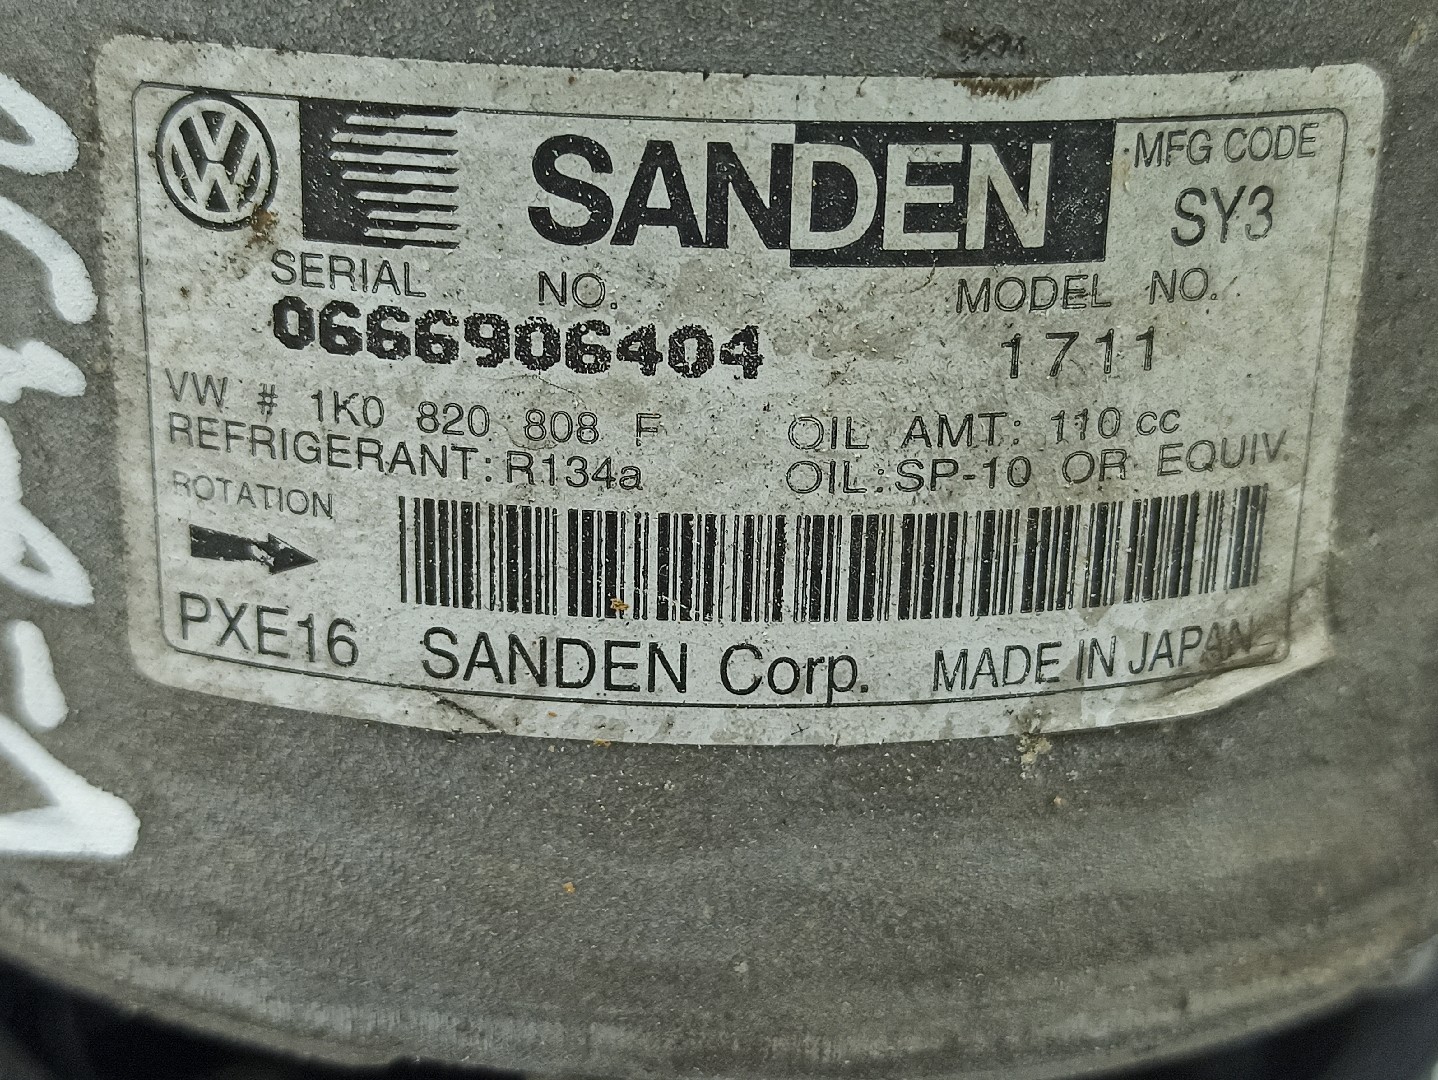 SANDEN
MFG CODE
SY3
SERIAL NO.
0666906404
MODEL NO.
1711
VW # 1K0 820 808 F
OIL AMT: 110 cc
REFRIGERANT: R134a
OIL: SP-10 OR EQUIV.
ROTATION
PXE16
SANDEN Corp.
MADE IN JAPAN